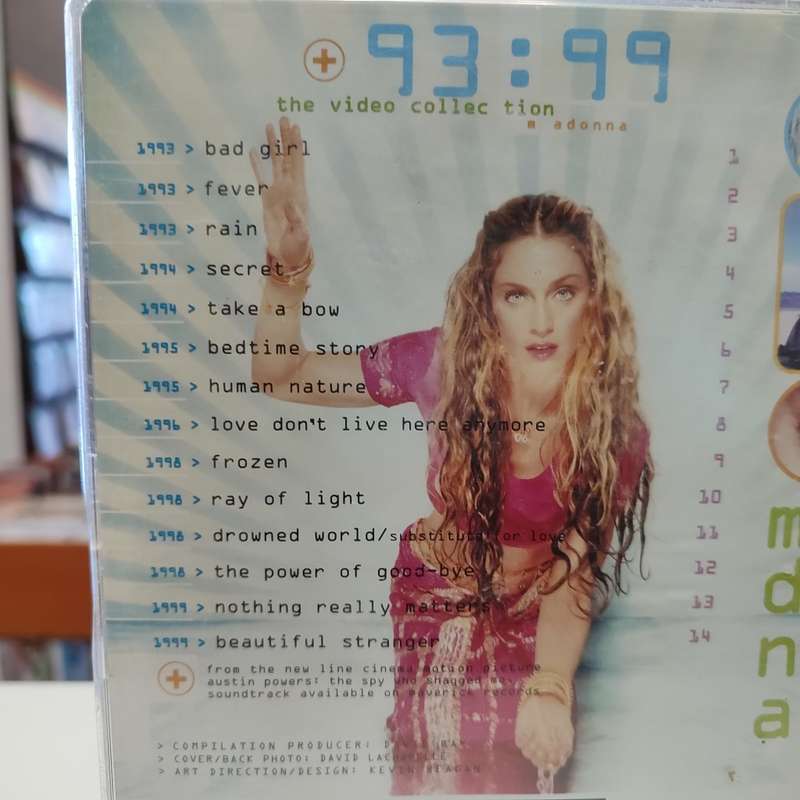 + 93:99
the video collection
madonna
1993 > bad girl 1
1993 > fever 2
1993 > rain 3
1994 > secret 4
1994 > take a bow 5
1995 > bedtime story 6
1995 > human nature 7
1996 > love don't live here anymore 8
1998 > frozen 9
1998 > ray of light 10
1998 > drowned world/substitute for love 11
1998 > the power of good-bye 12
1999 > nothing really matters 13
1999 > beautiful stranger 14
+ from the new line cinema motion picture
austin powers: the spy who shagged me.
soundtrack available on maverick records
> COMPILATION PRODUCER: DAVID
> COVER/BACK PHOTO: DAVID LACHAPELLE
> ART DIRECTION/DESIGN: KEVIN REAGAN
m
d
n
a